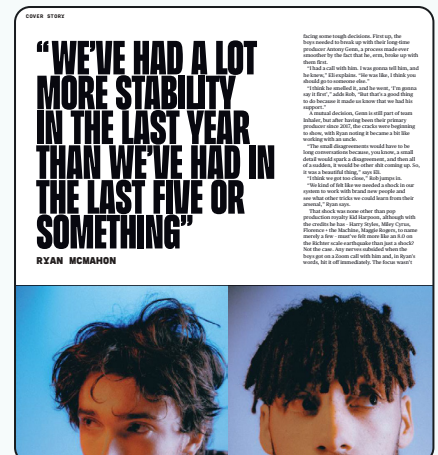 COVER STORY
“WE’VE HAD A LOT
MORE STABILITY
IN THE LAST YEAR
THAN WE’VE HAD IN
THE LAST FIVE OR
SOMETHING”
RYAN MCMAHON
facing some tough decisions. First up, the
boys needed to break up with their long-time
producer Antony Genn, a process made ever
smoother by the fact that he, erm, broke up with
them first.
“I had a call with him. I was gonna tell him, and
he knew,” Eli explains. “He was like, I think you
should go to someone else.”
“I think he smelled it, and he went, ‘I’m gonna
say it first’,” adds Rob, “But that’s a good thing
to do because it made us know that we had his
support.”
A mutual decision, Genn is still part of team
Inhaler, but after having been their primary
producer since 2017, the cracks were beginning
to show, with Ryan noting it became a bit like
working with an uncle.
“The small disagreements would have to be
long conversations because, you know, a small
detail would spark a disagreement, and then all
of a sudden, it would be other shit coming up. So,
it was a beautiful thing,” says Eli.
“I think we got too close,” Rob jumps in.
“We kind of felt like we needed a shock in our
system to work with brand new people and
see what other tricks we could learn from their
arsenal,” Ryan says.
That shock was none other than pop
production royalty Kid Harpoon, although with
the credits he has - Harry Styles, Miley Cyrus,
Florence + the Machine, Maggie Rogers, to name
merely a few - must’ve felt more like an 8.0 on
the Richter scale earthquake than just a shock?
Not the case. Any nerves subsided when the
boys got on a Zoom call with him and, in Ryan’s
words, hit it off immediately. The focus wasn’t